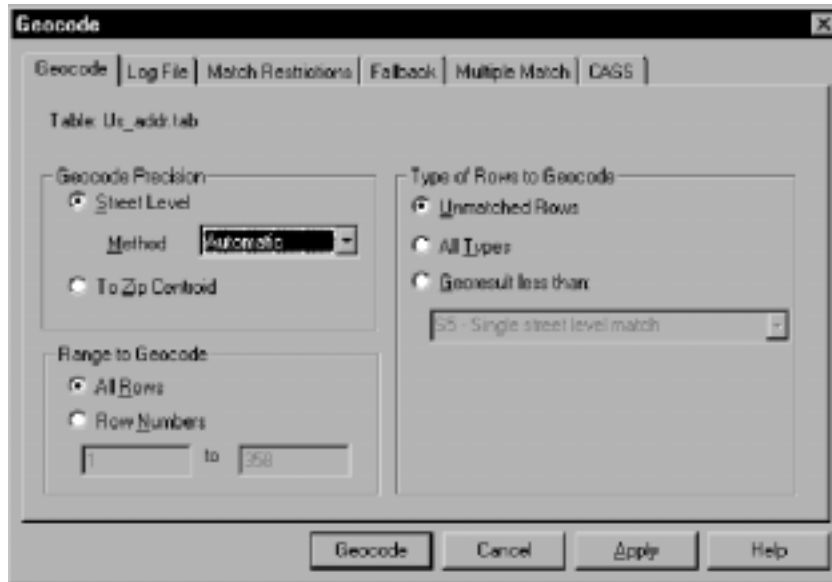 Geocode
Geocode Log File Match Restrictions Fallback Multiple Match CASS
Table: Us_addr.tab
Geocode Precision
Street Level
Method Automatic
To Zip Centroid
Range to Geocode
All Rows
Row Numbers
1 to 358
Type of Rows to Geocode
Unmatched Rows
All Types
Georesult less than:
S5 - Single street level match
Geocode Cancel Apply Help